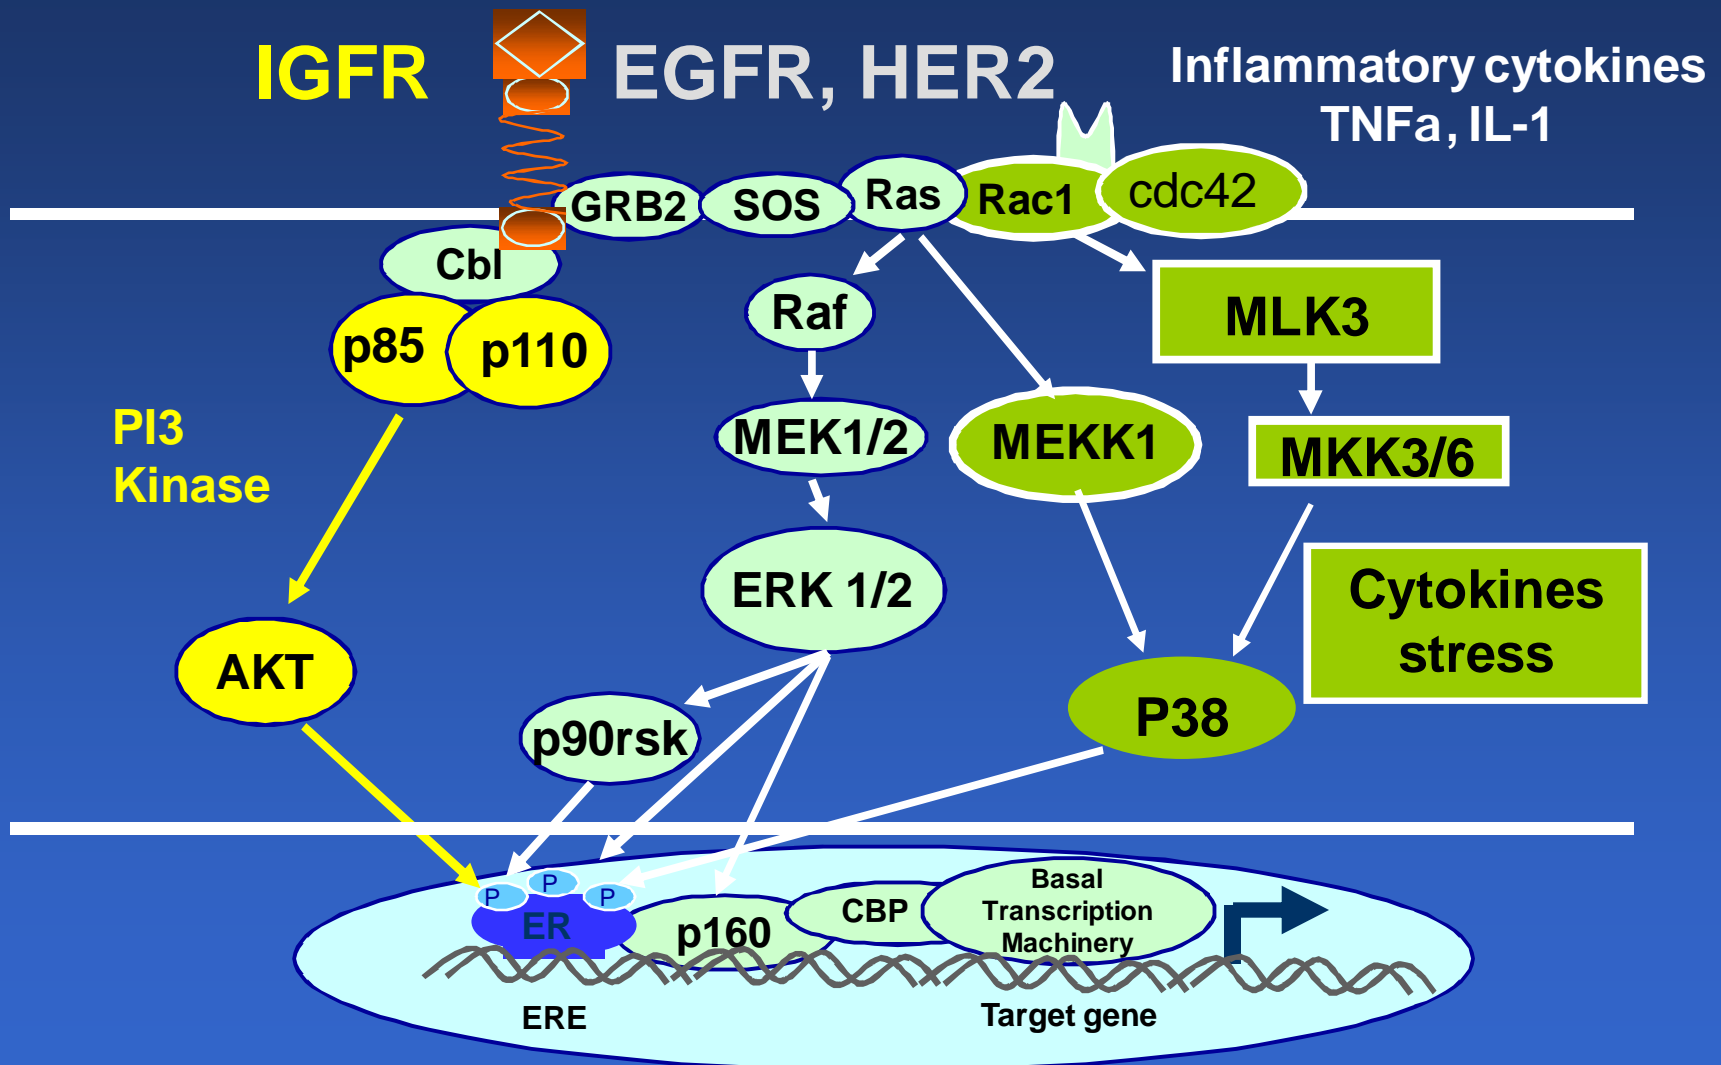 IGFR
EGFR, HER2
Inflammatory cytokines
TNFa, IL-1
GRB2
SOS
Ras
Rac1
cdc42
Cbl
p85
p110
Raf
MLK3
PI3
Kinase
MEK1/2
MEKK1
MKK3/6
ERK 1/2
Cytokines
stress
AKT
p90rsk
P38
P
P
P
ER
p160
CBP
Basal
Transcription
Machinery
ERE
Target gene